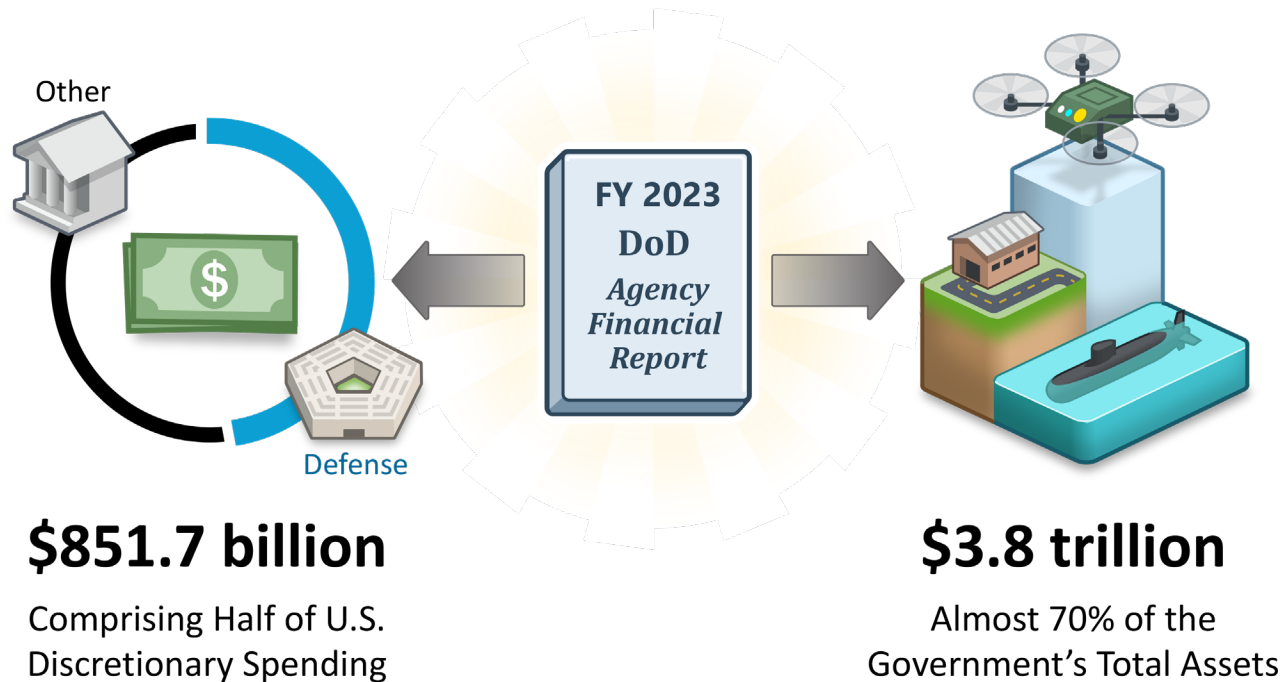 Other
$
Defense
$851.7 billion
Comprising Half of U.S.
Discretionary Spending
FY 2023
DoD
Agency
Financial
Report
$3.8 trillion
Almost 70% of the
Government’s Total Assets